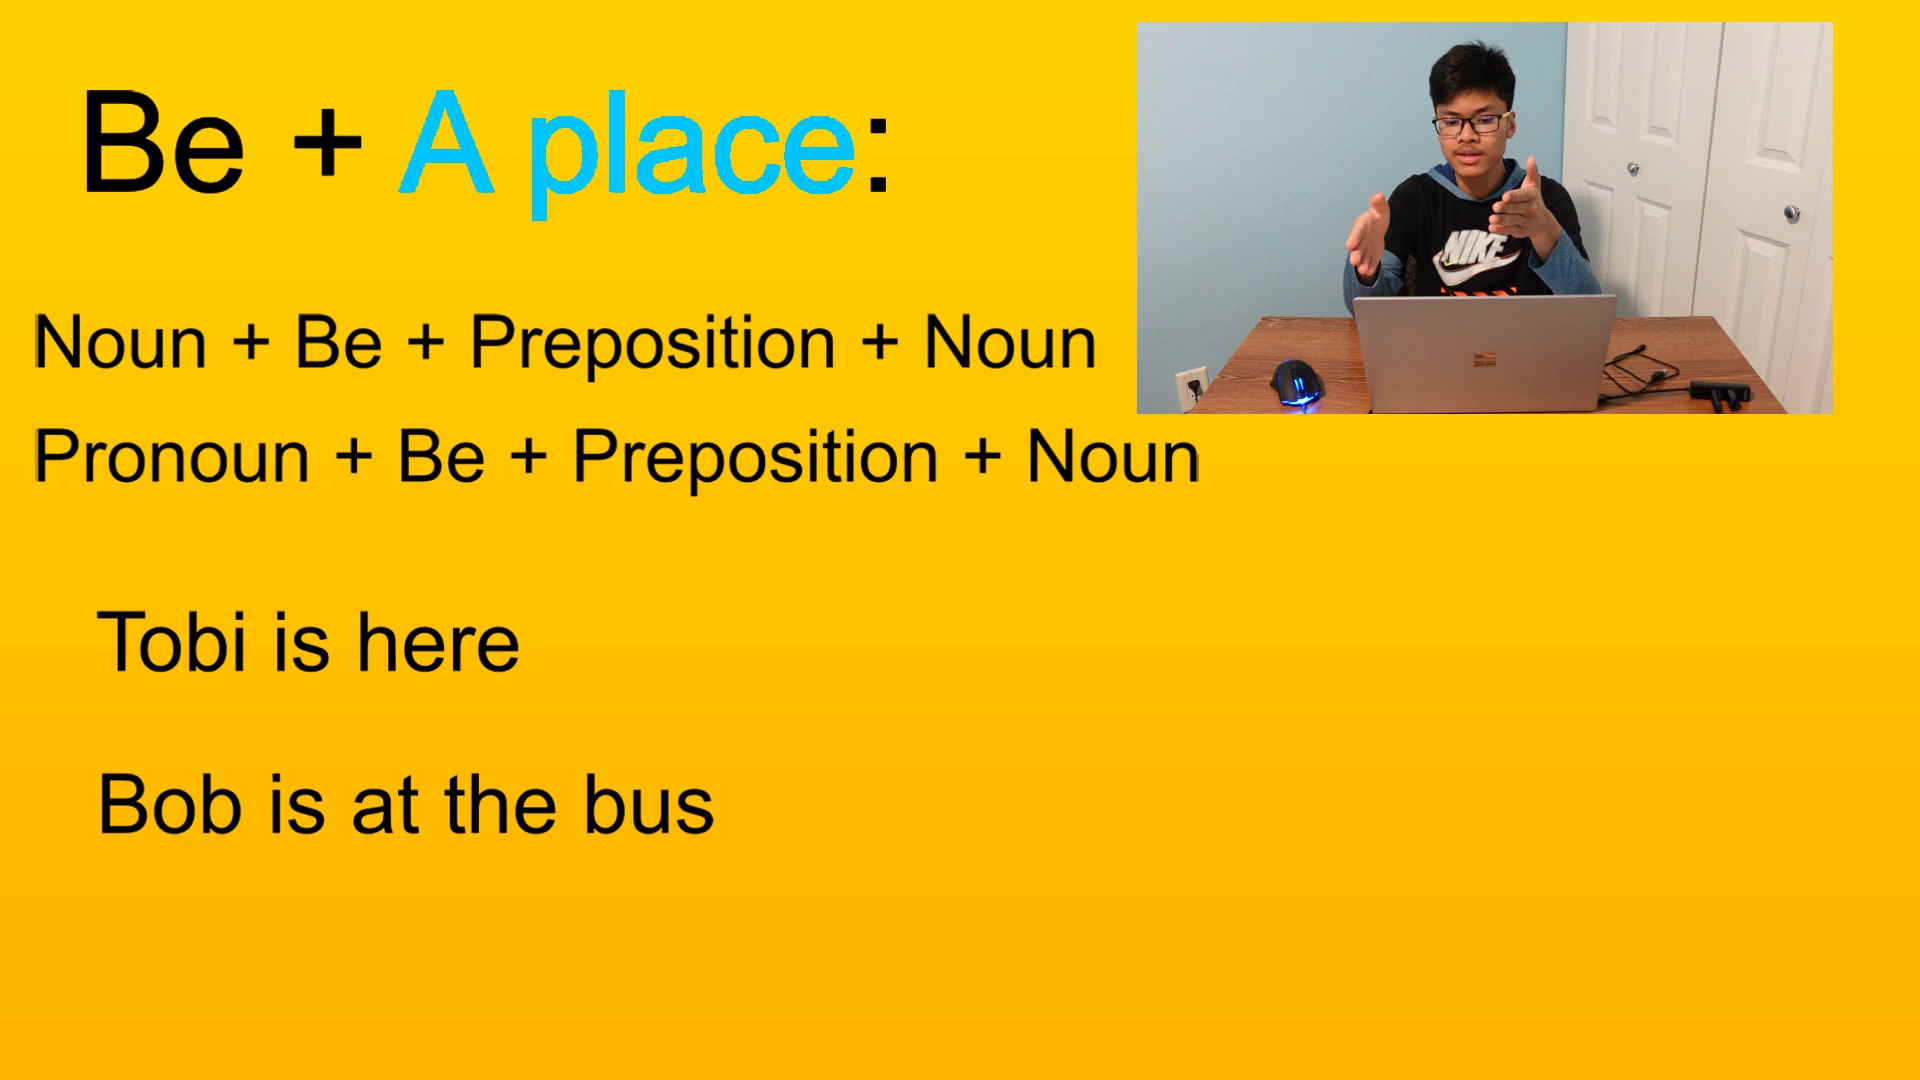 Be + A place:
Noun + Be + Preposition + Noun
Pronoun + Be + Preposition + Noun
Tobi is here
Bob is at the bus
NIKE